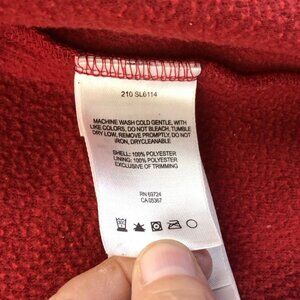 210 SL6114
MACHINE WASH COLD GENTLE, WITH
LIKE COLORS, DO NOT BLEACH, TUMBLE
DRY LOW, REMOVE PROMPTLY, DO NOT
IRON, DRYCLEANABLE
SHELL: 100% POLYESTER
LINING: 100% POLYESTER
EXCLUSIVE OF TRIMMING
RN 69724
CA 05367